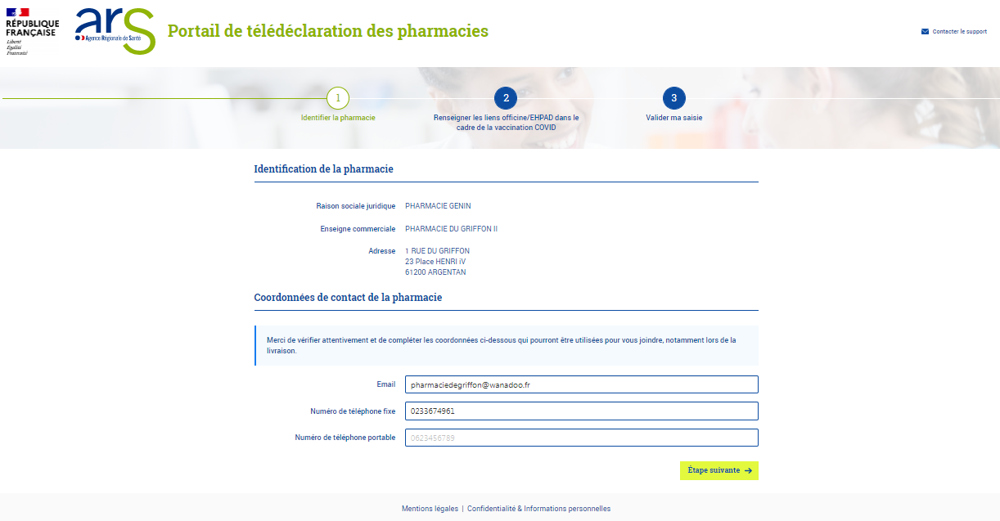 RÉPUBLIQUE
FRANÇAISE
Liberté
Égalité
Fraternité
ars
Agence Régionale de Santé
Portail de télédéclaration des pharmacies
Contacter le support
1
Identifier la pharmacie
2
Renseigner les liens officine/EHPAD dans le
cadre de la vaccination COVID
3
Valider ma saisie
Identification de la pharmacie
Raison sociale juridique PHARMACIE GENIN
Enseigne commerciale PHARMACIE DU GRIFFON II
Adresse 1 RUE DU GRIFFON
23 Place HENRI iV
61200 ARGENTAN
Coordonnées de contact de la pharmacie
Merci de vérifier attentivement et de compléter les coordonnées ci-dessous qui pourront être utilisées pour vous joindre, notamment lors de la
livraison.
Email pharmaciedegriffon@wanadoo.fr
Numéro de téléphone fixe 0233674961
Numéro de téléphone portable 0623456789
Étape suivante →
Mentions légales | Confidentialité & Informations personnelles